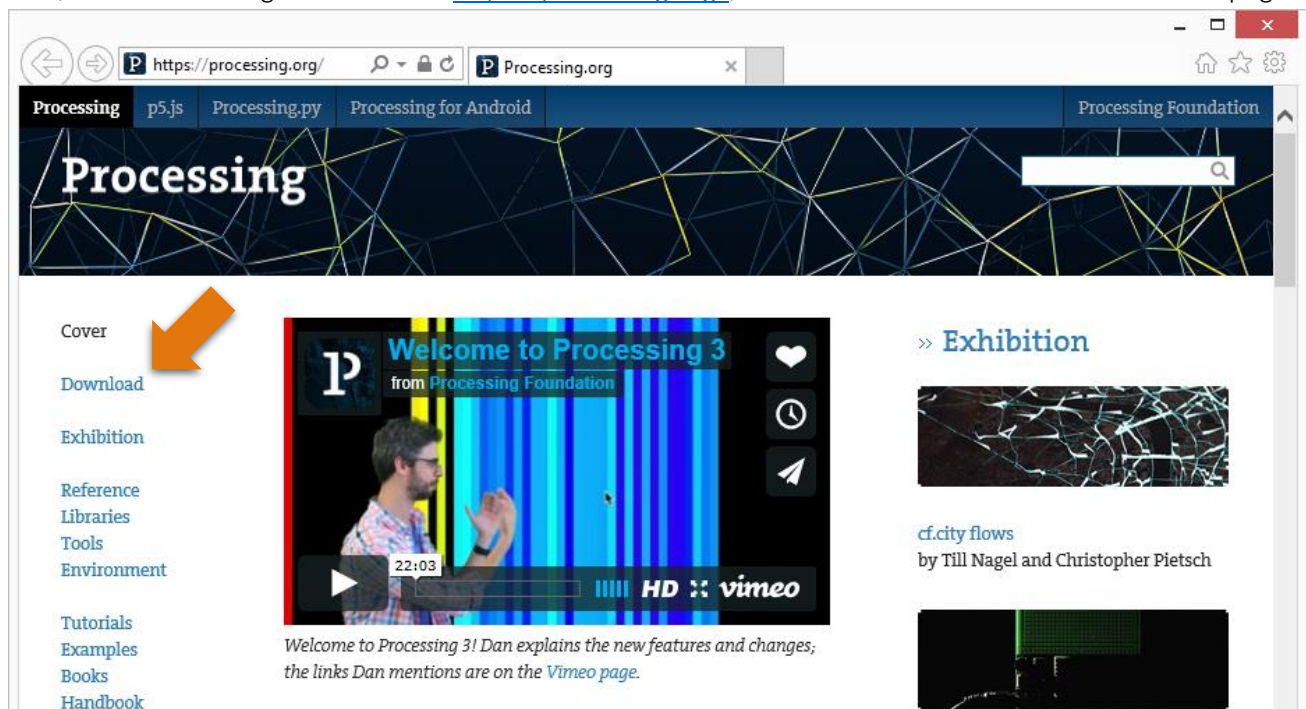 https://processing.org/
Processing.org
Processing p5.js Processing.py Processing for Android Processing Foundation
Processing
Cover
Download
Exhibition
Reference
Libraries
Tools
Environment
Tutorials
Examples
Books
Handbook
P
Welcome to Processing 3
from Processing Foundation
22:03
HD vimeo
Welcome to Processing 3! Dan explains the new features and changes;
the links Dan mentions are on the Vimeo page.
» Exhibition
cf.city flows
by Till Nagel and Christopher Pietsch